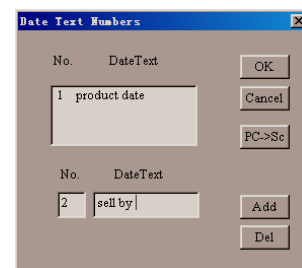 Date Text Numbers
No. DateText
OK
1 product date
Cancel
PC->Sc
No. DateText
2 sell by
Add
Del